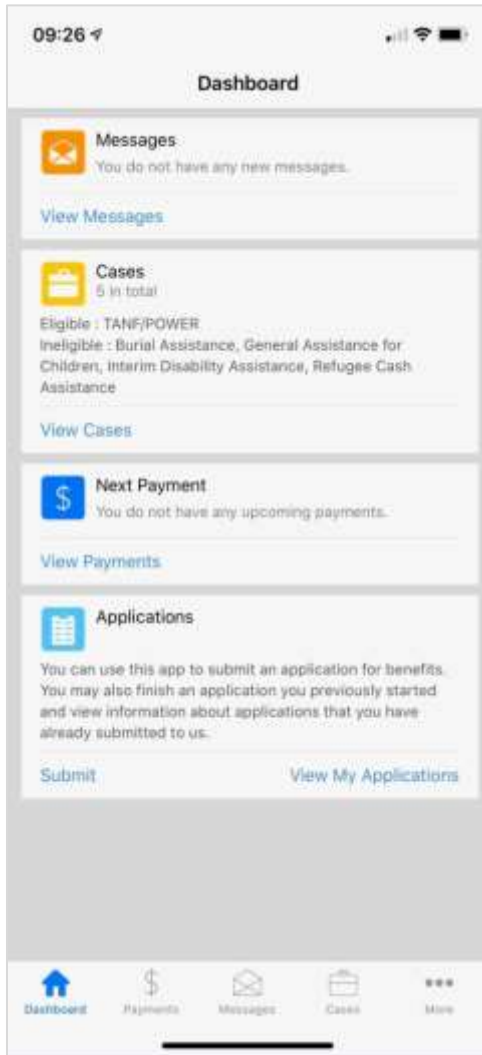 09:26
Dashboard
Messages
You do not have any new messages.
View Messages
Cases
5 in total
Eligible : TANF/POWER
Ineligible : Burial Assistance, General Assistance for
Children, Interim Disability Assistance, Refugee Cash
Assistance
View Cases
$
Next Payment
You do not have any upcoming payments.
View Payments
Applications
You can use this app to submit an application for benefits.
You may also finish an application you previously started
and view information about applications that you have
already submitted to us.
Submit View My Applications
$
Dashboard Payments Messages Cases More